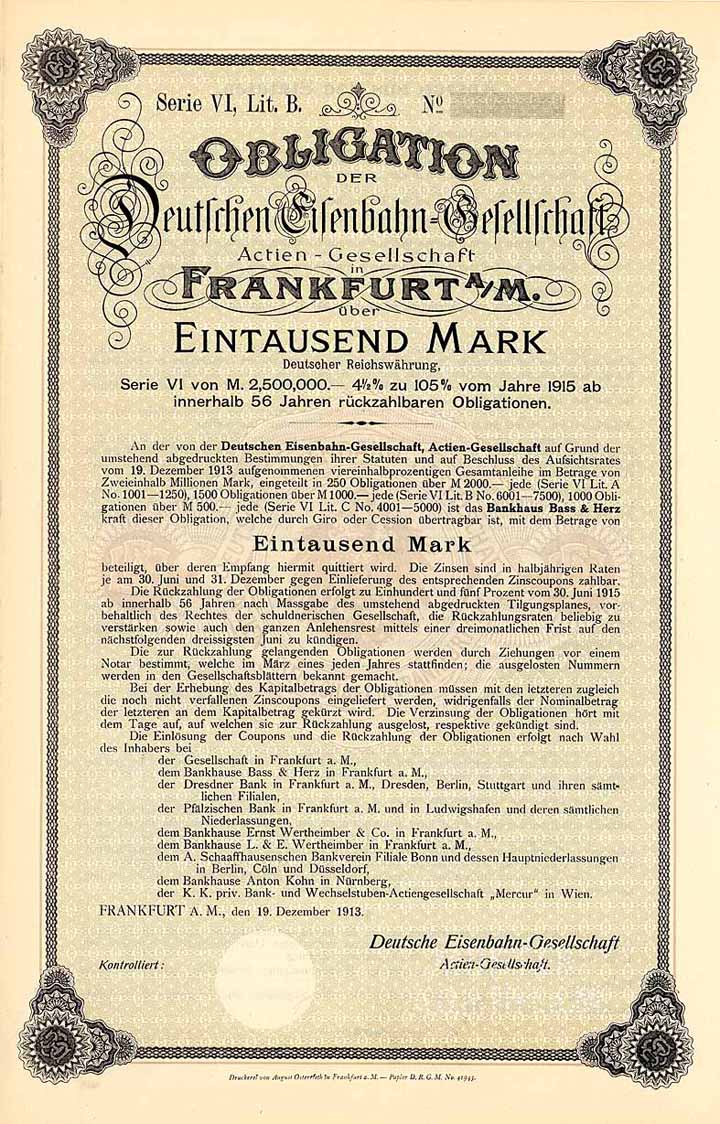 Serie VI, Lit. B. No
OBLIGATION
DER
Deutschen Eisenbahn-Gesellschaft
Actien-Gesellschaft
in
FRANKFURT A/M.
über
EINTAUSEND MARK
Deutscher Reichswährung,
Serie VI von M. 2,500,000.— 4½% zu 105% vom Jahre 1915 ab
innerhalb 56 Jahren rückzahlbaren Obligationen.
An der von der Deutschen Eisenbahn-Gesellschaft, Actien-Gesellschaft auf Grund der
umstehend abgedruckten Bestimmungen ihrer Statuten und auf Beschluss des Aufsichtsrates
vom 19. Dezember 1913 aufgenommenen viereinhalbprozentigen Gesamtanleihe im Betrage von
Zweieinhalb Millionen Mark, eingeteilt in 250 Obligationen über M 2000.— jede (Serie VI Lit. A
No. 1001—1250), 1500 Obligationen über M 1000.— jede (Serie VI Lit. B No. 6001—7500), 1000 Obli-
gationen über M 500.— jede (Serie VI Lit. C No. 4001—5000) ist das Bankhaus Bass & Herz
kraft dieser Obligation, welche durch Giro oder Cession übertragbar ist, mit dem Betrage von
Eintausend Mark
beteiligt, über deren Empfang hiermit quittiert wird. Die Zinsen sind in halbjährigen Raten
je am 30. Juni und 31. Dezember gegen Einlieferung des entsprechenden Zinscoupons zahlbar.
Die Rückzahlung der Obligationen erfolgt zu Einhundert und fünf Prozent vom 30. Juni 1915
ab innerhalb 56 Jahren nach Massgabe des umstehend abgedruckten Tilgungsplanes, vor-
behaltlich des Rechtes der schuldnerischen Gesellschaft, die Rückzahlungsraten beliebig zu
verstärken sowie auch den ganzen Anlehensrest mittels einer dreimonatlichen Frist auf den
nächstfolgenden dreissigsten Juni zu kündigen.
Die zur Rückzahlung gelangenden Obligationen werden durch Ziehungen vor einem
Notar bestimmt, welche im März eines jeden Jahres stattfinden; die ausgelosten Nummern
werden in den Gesellschaftsblättern bekannt gemacht.
Bei der Erhebung des Kapitalbetrags der Obligationen müssen mit den letzteren zugleich
die noch nicht verfallenen Zinscoupons eingeliefert werden, widrigenfalls der Nominalbetrag
der letzteren an dem Kapitalbetrag gekürzt wird. Die Verzinsung der Obligationen hört mit
dem Tage auf, auf welchen sie zur Rückzahlung ausgelost, respektive gekündigt sind.
Die Einlösung der Coupons und die Rückzahlung der Obligationen erfolgt nach Wahl
des Inhabers bei
der Gesellschaft in Frankfurt a. M.,
dem Bankhause Bass & Herz in Frankfurt a. M.,
der Dresdner Bank in Frankfurt a. M., Dresden, Berlin, Stuttgart und ihren sämt-
lichen Filialen,
der Pfälzischen Bank in Frankfurt a. M. und in Ludwigshafen und deren sämtlichen
Niederlassungen,
dem Bankhause Ernst Wertheimber & Co. in Frankfurt a. M.,
dem Bankhause L. & E. Wertheimber in Frankfurt a. M.,
dem A. Schaaffhausenschen Bankverein Filiale Bonn und dessen Hauptniederlassungen
in Berlin, Cöln und Düsseldorf,
dem Bankhause Anton Kohn in Nürnberg,
der K. K. priv. Bank- und Wechselstuben-Actiengesellschaft „Mercur" in Wien.
FRANKFURT A. M., den 19. Dezember 1913.
Deutsche Eisenbahn-Gesellschaft
Kontrolliert: Actien-Gesellschaft.
Druckerei von August Osterrieth in Frankfurt a. M. — Papier D. R. G. M. No. 41943.